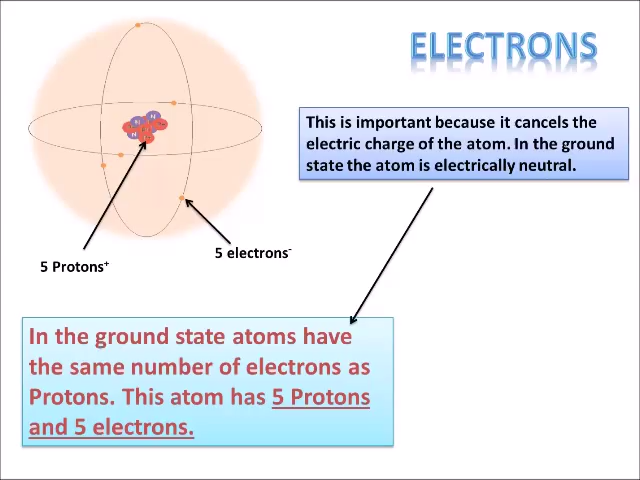 ELECTRONS
This is important because it cancels the
electric charge of the atom. In the ground
state the atom is electrically neutral.
5 electrons-
5 Protons+
In the ground state atoms have
the same number of electrons as
Protons. This atom has 5 Protons
and 5 electrons.